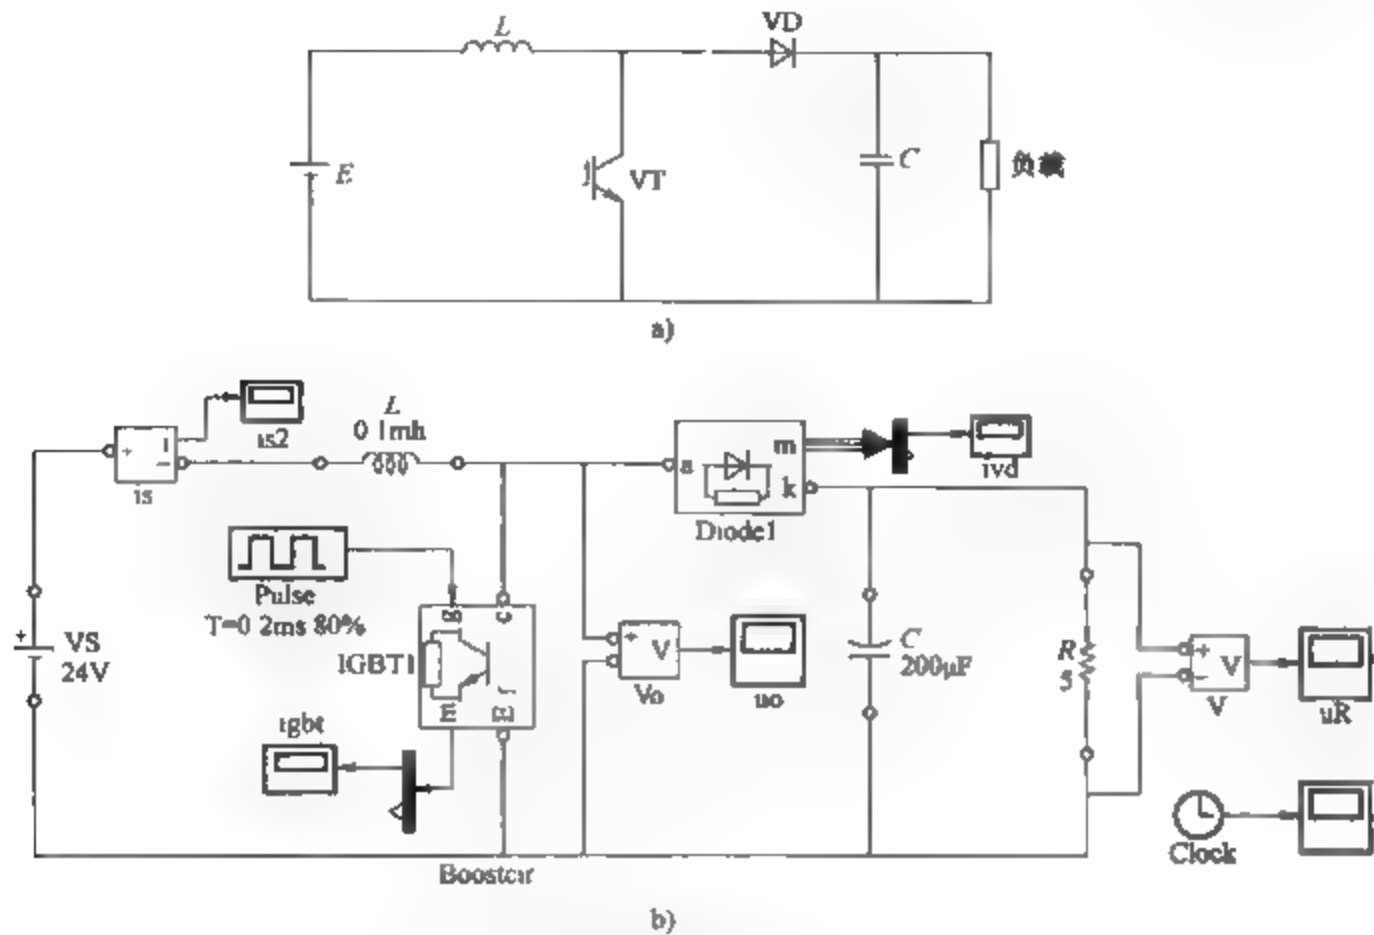 L
VD
E
VT
C
负载
a)
is2
L
0 1mh
is
a
m
k
ivd
Diode1
Pulse
T=0 2ms 80%
g
C
IGBT1
m
E
VS
24V
+
V
Vo
uo
C
200μF
R
5
+
V
V
uR
igbt
Clock
Boostcir
b)